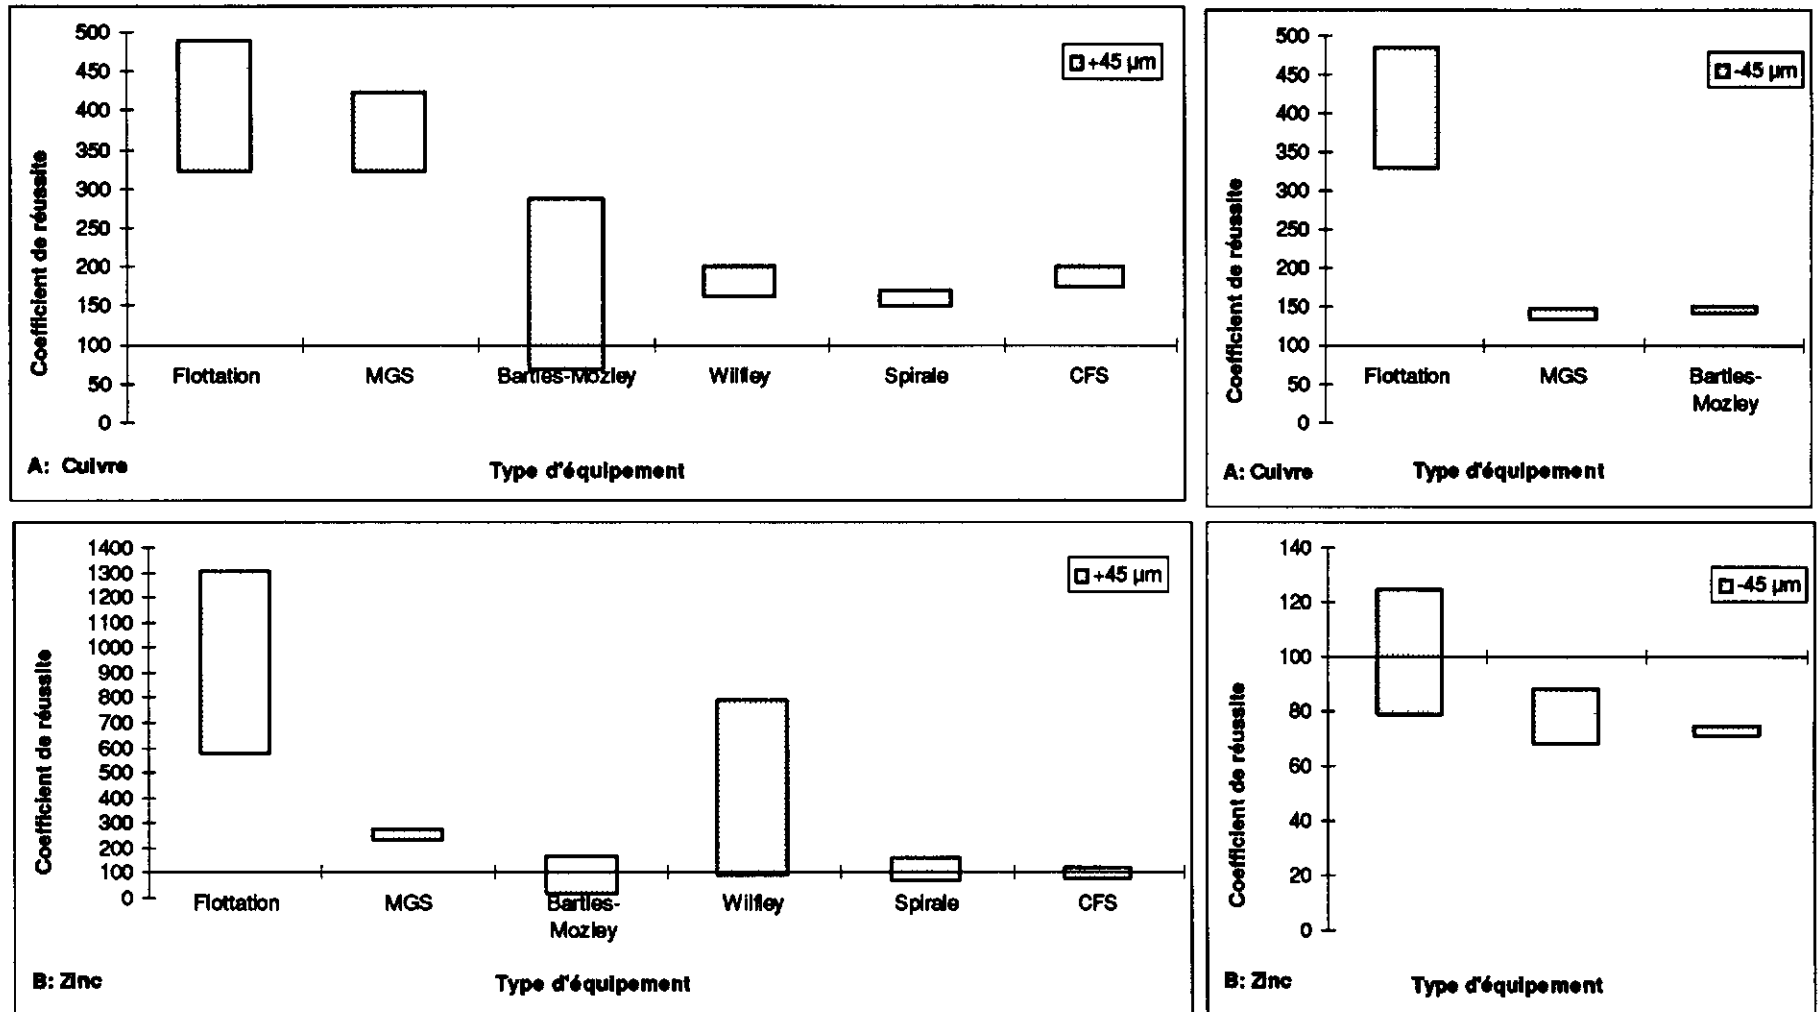 500
450
400
350
300
250
200
150
100
50
0
Coefficient de réussite
+45 µm
Flottation MGS Bartles-Mozley Wilfley Spirale CFS
A: Cuivre
Type d'équipement
500
450
400
350
300
250
200
150
100
50
0
Coefficient de réussite
-45 µm
Flottation MGS Bartles-
Mozley
A: Cuivre
Type d'équipement
1400
1300
1200
1100
1000
900
800
700
600
500
400
300
200
100
0
Coefficient de réussite
+45 µm
Flottation MGS Bartles- Wilfley Spirale CFS
Mozley
B: Zinc
Type d'équipement
140
120
100
80
60
40
20
0
Coefficient de réussite
-45 µm
B: Zinc
Type d'équipement